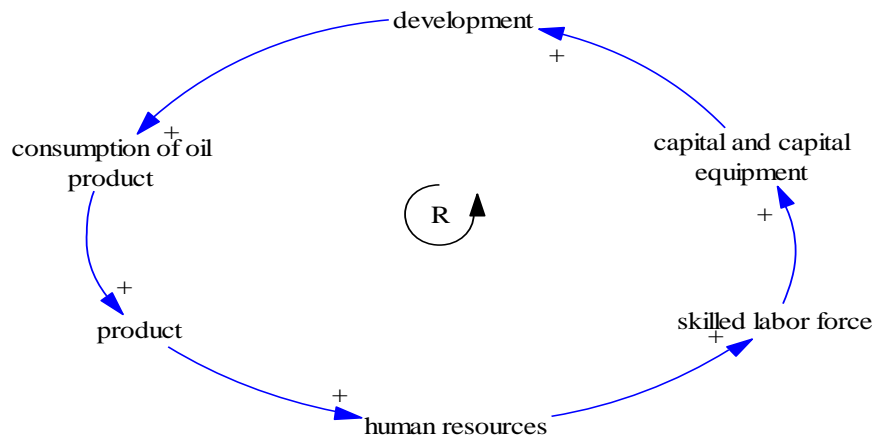 development
+
+
consumption of oil
product
capital and capital
equipment
R
+
+
product
skilled labor force
+
+
human resources